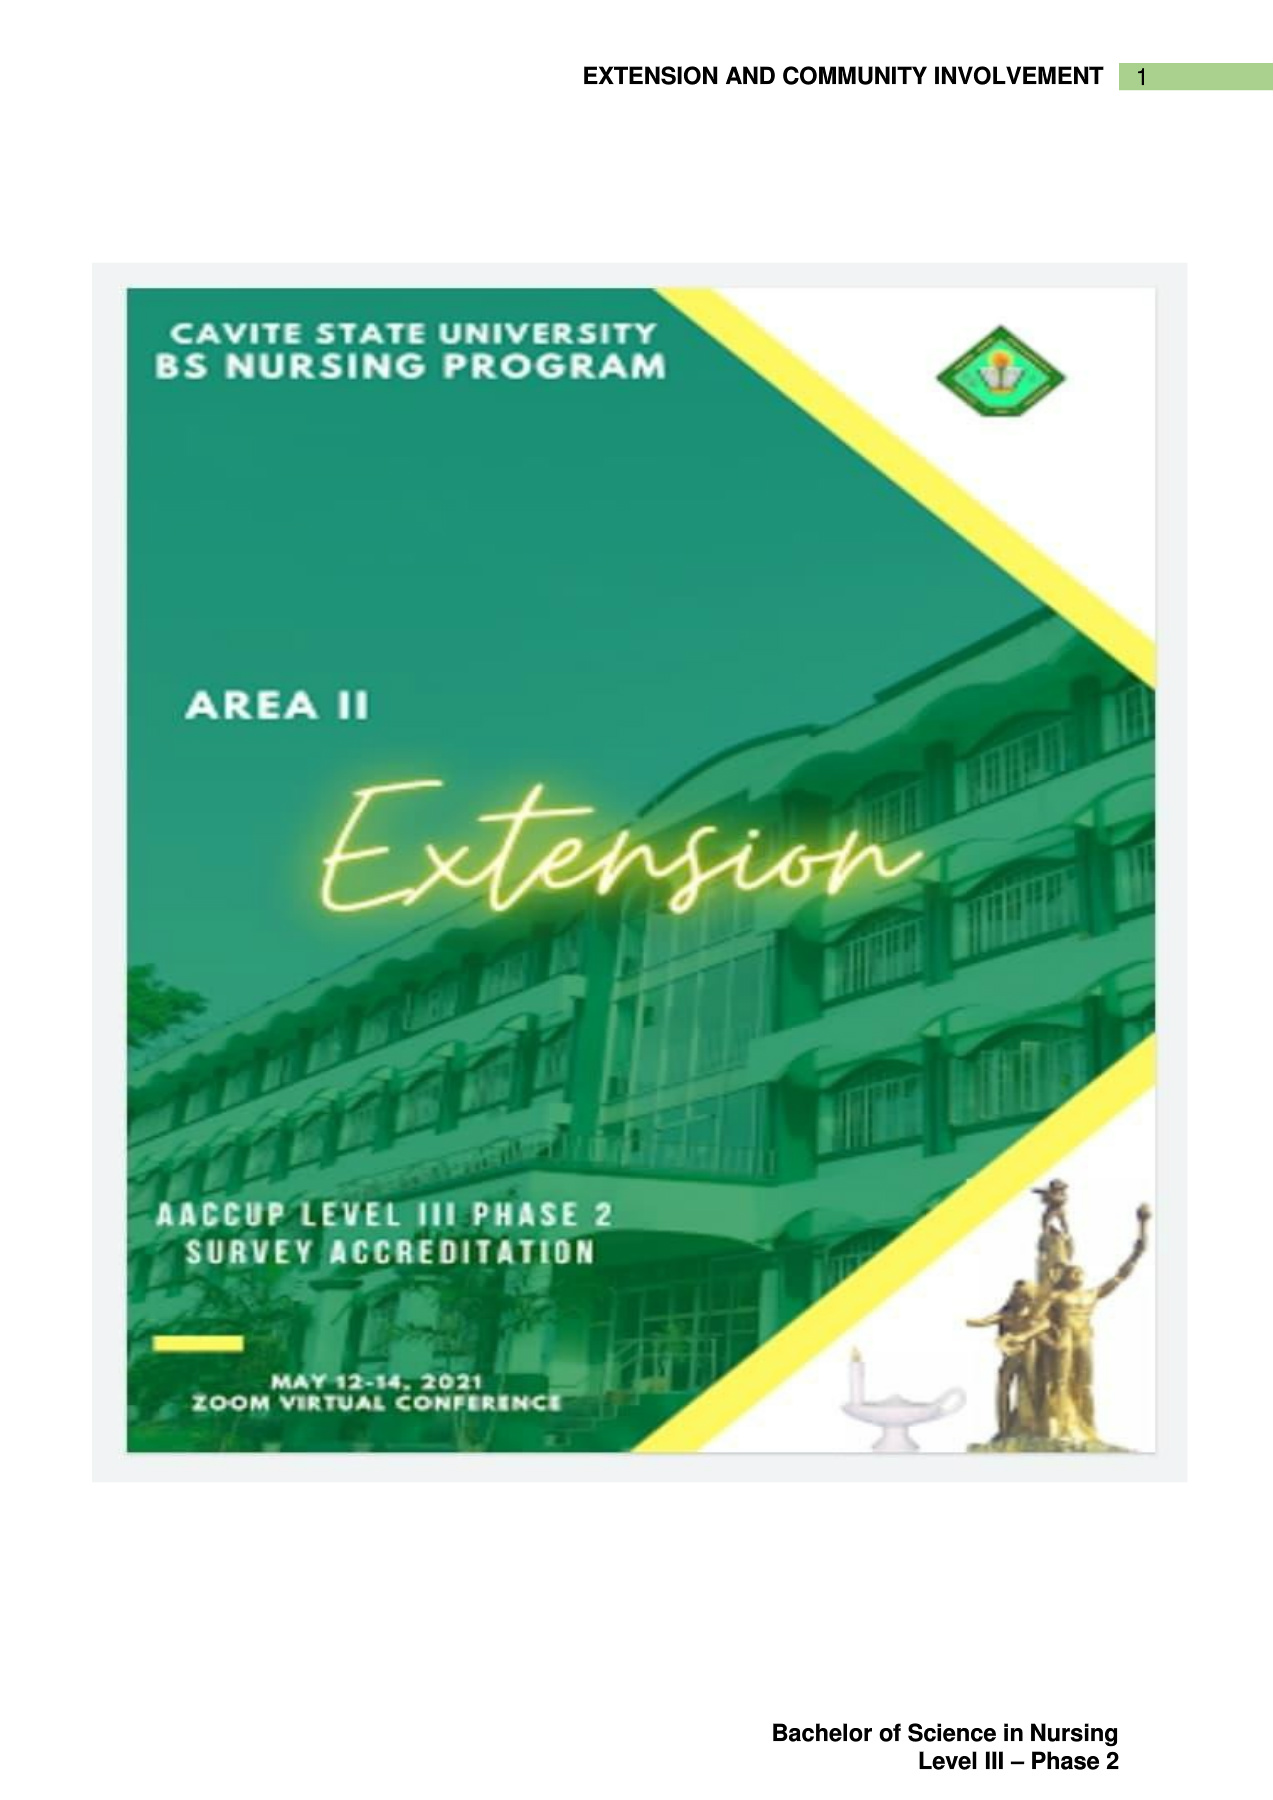 EXTENSION AND COMMUNITY INVOLVEMENT 1
CAVITE STATE UNIVERSITY
BS NURSING PROGRAM
AREA II
Extension
AACCUP LEVEL III PHASE 2
SURVEY ACCREDITATION
MAY 12-14, 2021
ZOOM VIRTUAL CONFERENCE
Bachelor of Science in Nursing
Level III – Phase 2